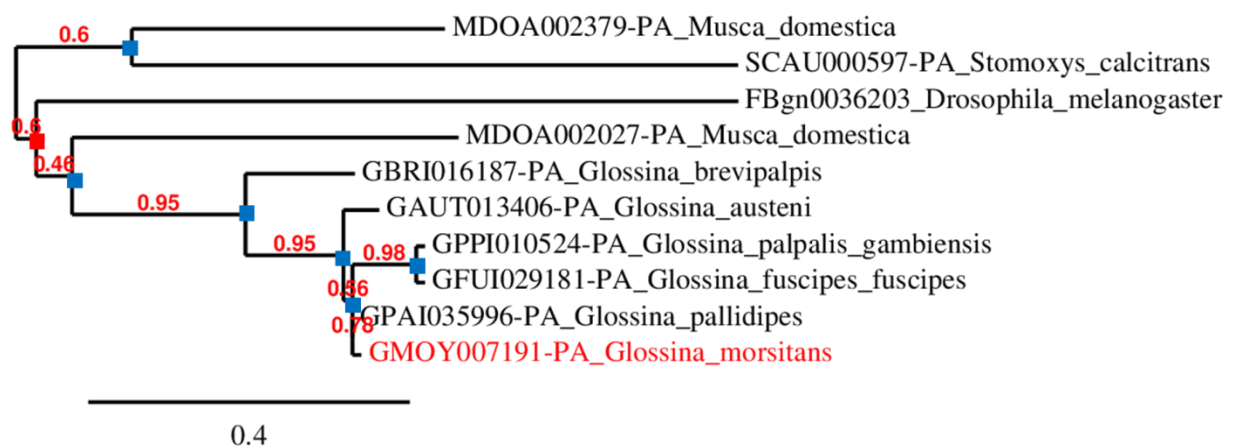 0.6
MDOA002379-PA_Musca_domestica
SCAU000597-PA_Stomoxys_calcitrans
FBgn0036203_Drosophila_melanogaster
0.6
MDOA002027-PA_Musca_domestica
0.46
GBRI016187-PA_Glossina_brevipalpis
0.95
GAUT013406-PA_Glossina_austeni
0.95
GPPI010524-PA_Glossina_palpalis_gambiensis
0.98
GFUI029181-PA_Glossina_fuscipes_fuscipes
0.56
GPAI035996-PA_Glossina_pallidipes
0.78
GMOY007191-PA_Glossina_morsitans
0.4